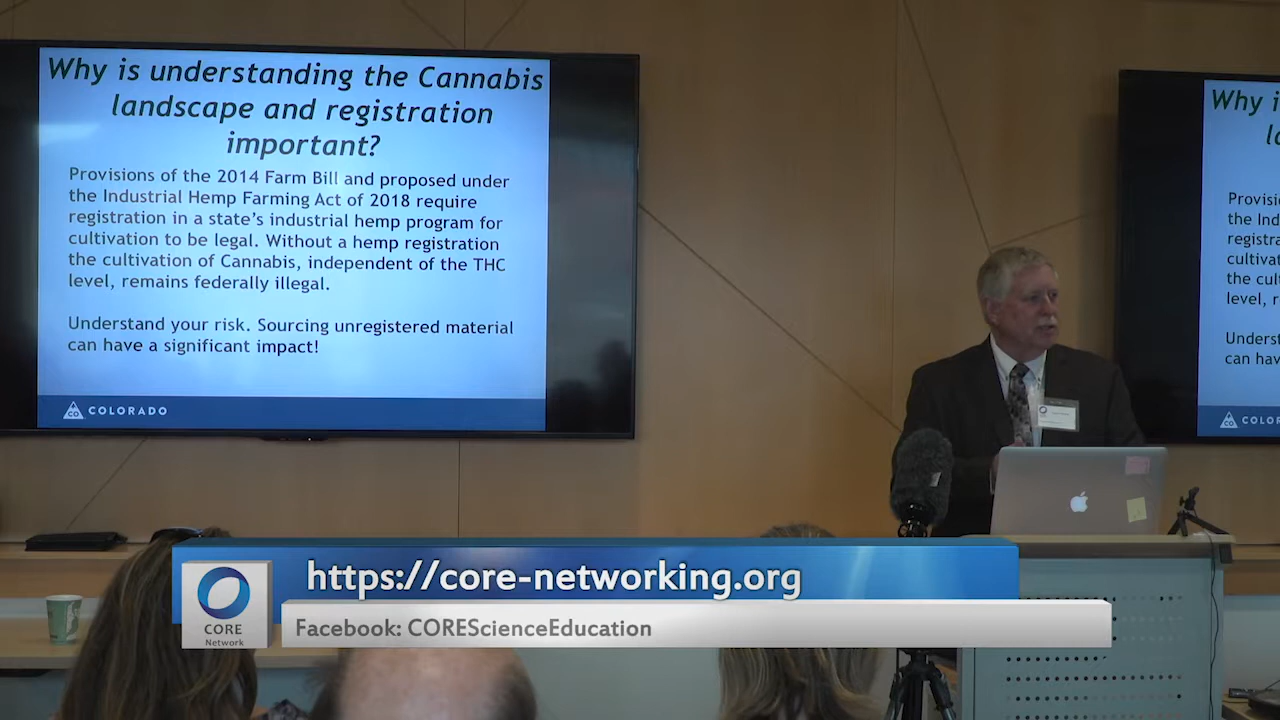 Why is understanding the Cannabis
landscape and registration
important?
Provisions of the 2014 Farm Bill and proposed under
the Industrial Hemp Farming Act of 2018 require
registration in a state's industrial hemp program for
cultivation to be legal. Without a hemp registration
the cultivation of Cannabis, independent of the THC
level, remains federally illegal.
Understand your risk. Sourcing unregistered material
can have a significant impact!
CO
COLORADO
Why i
Provisi
the Ind
registra
cultivat
the cul
level, r
Underst
can hav
CO
COLOR
https://core-networking.org
Facebook: COREScienceEducation
CORE
Network